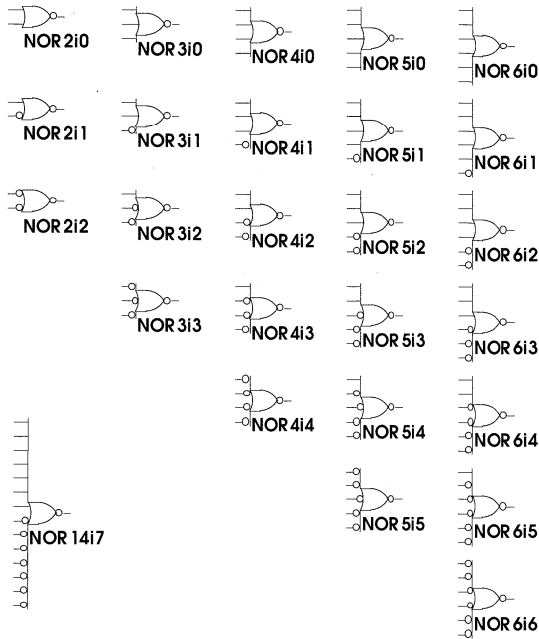 NOR 2i0 NOR 3i0 NOR 4i0 NOR 5i0 NOR 6i0
NOR 2i1 NOR 3i1 NOR 4i1 NOR 5i1 NOR 6i1
NOR 2i2 NOR 3i2 NOR 4i2 NOR 5i2 NOR 6i2
NOR 3i3 NOR 4i3 NOR 5i3 NOR 6i3
NOR 4i4 NOR 5i4 NOR 6i4
NOR 14i7 NOR 5i5 NOR 6i5
NOR 6i6